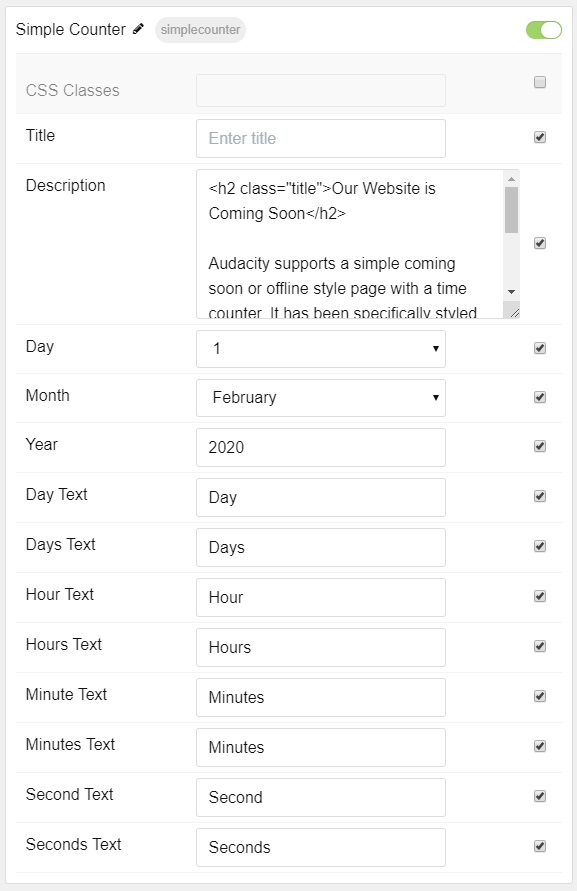 Simple Counter simplecounter
CSS Classes
Title Enter title
Description <h2 class="title">Our Website is
Coming Soon</h2>
Audacity supports a simple coming
soon or offline style page with a time
counter. It has been specifically styled
Day 1
Month February
Year 2020
Day Text Day
Days Text Days
Hour Text Hour
Hours Text Hours
Minute Text Minutes
Minutes Text Minutes
Second Text Second
Seconds Text Seconds